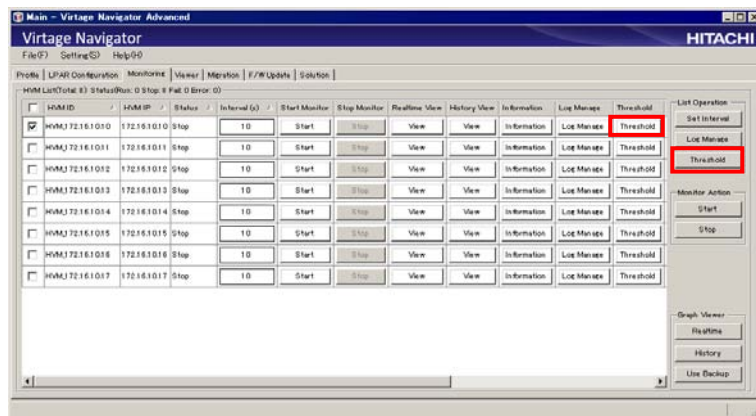 Main - Virtage Navigator Advanced
Virtage Navigator HITACHI
File(F) Setting(S) Help(H)
Profile LPAR Configuration Monitoring Viewer Migration F/W Update Solution
HVM List(Total: 8) Status(Run: 0 Stop: 8 Fail: 0 Error: 0)
HVM ID HVM IP Status Interval (s) Start Monitor Stop Monitor Realtime View History View Information Log Manage Threshold
HVM_172.16.10.10 172.16.10.10 Stop 10 Start Stop View View Information Log Manage Threshold
HVM_172.16.10.11 172.16.10.11 Stop 10 Start Stop View View Information Log Manage Threshold
HVM_172.16.10.12 172.16.10.12 Stop 10 Start Stop View View Information Log Manage Threshold
HVM_172.16.10.13 172.16.10.13 Stop 10 Start Stop View View Information Log Manage Threshold
HVM_172.16.10.14 172.16.10.14 Stop 10 Start Stop View View Information Log Manage Threshold
HVM_172.16.10.15 172.16.10.15 Stop 10 Start Stop View View Information Log Manage Threshold
HVM_172.16.10.16 172.16.10.16 Stop 10 Start Stop View View Information Log Manage Threshold
HVM_172.16.10.17 172.16.10.17 Stop 10 Start Stop View View Information Log Manage Threshold
List Operation
Set Interval
Log Manage
Threshold
Monitor Action
Start
Stop
Graph Viewer
Realtime
History
Use Backup